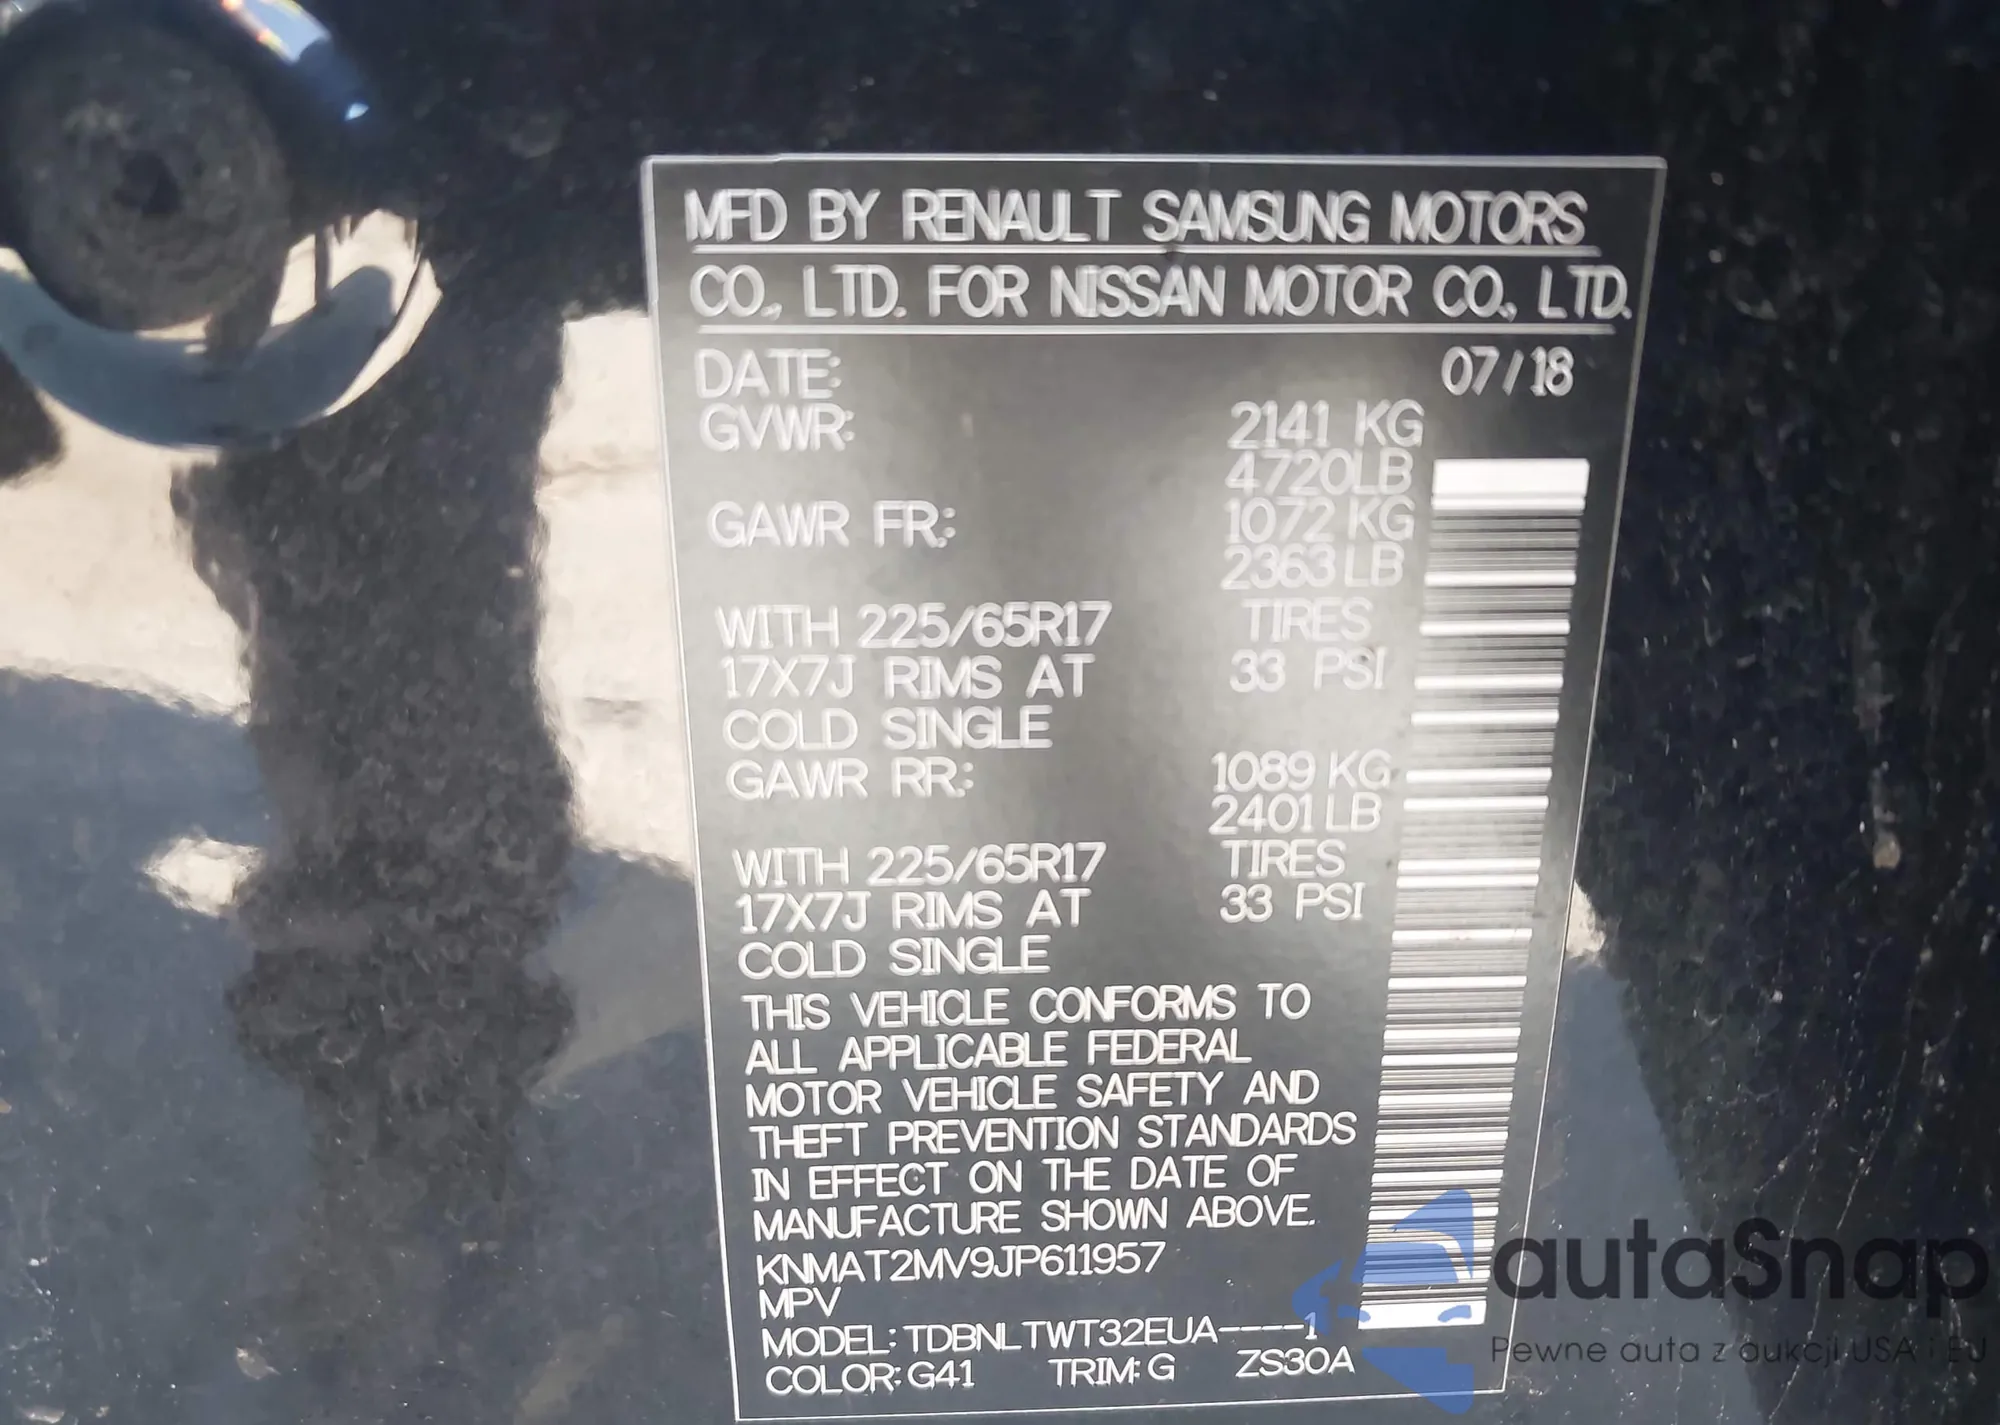 MFD BY RENAULT SAMSUNG MOTORS
CO., LTD. FOR NISSAN MOTOR CO., LTD.
DATE: 07/18
GVWR: 2141 KG
4720LB
GAWR FR.: 1072 KG
2363 LB
WITH 225/65R17 TIRES
17X7J RIMS AT 33 PSI
COLD SINGLE
GAWR RR.: 1089 KG
2401 LB
WITH 225/65R17 TIRES
17X7J RIMS AT 33 PSI
COLD SINGLE
THIS VEHICLE CONFORMS TO
ALL APPLICABLE FEDERAL
MOTOR VEHICLE SAFETY AND
THEFT PREVENTION STANDARDS
IN EFFECT ON THE DATE OF
MANUFACTURE SHOWN ABOVE.
KNMAT2MV9JP611957
MPV
MODEL: TDBNLTWT32EUA----1
COLOR: G41 TRIM: G ZS30A
autaSnap
Pewne auta z aukcji USA i EU